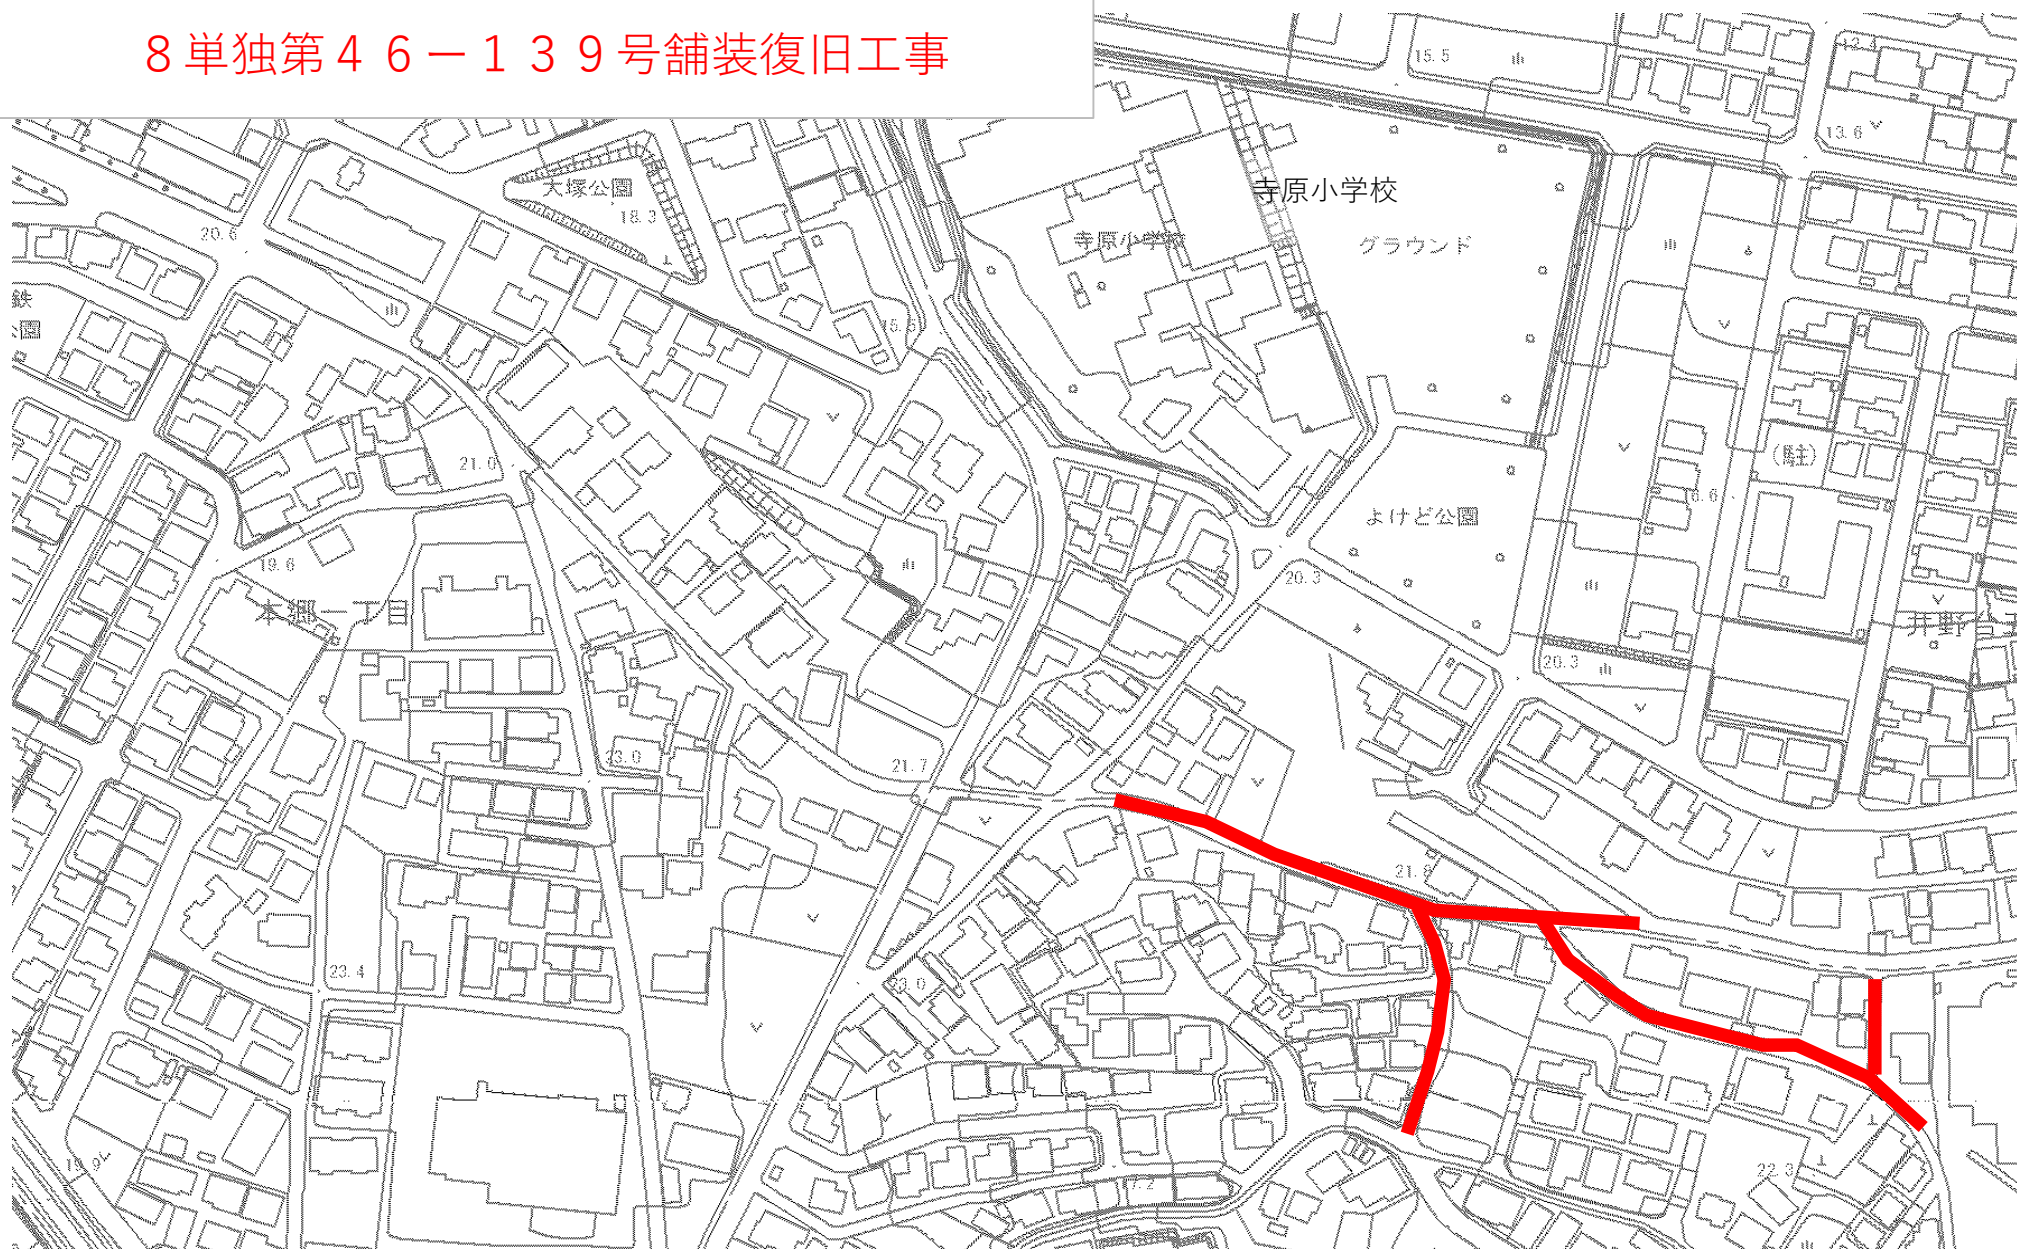 ８単独第４６－１３９号舗装復旧工事
15.5
13.6
大塚公園
18.3
寺原小学校
20.6
寺原小学校
グラウンド
鉄
公園
15.5
21.0
(駐)
16.6
よけど公園
19.6
20.3
本郷一丁目
井野台
20.3
23.0
21.7
21.8
23.4
23.0
19.9
22.3